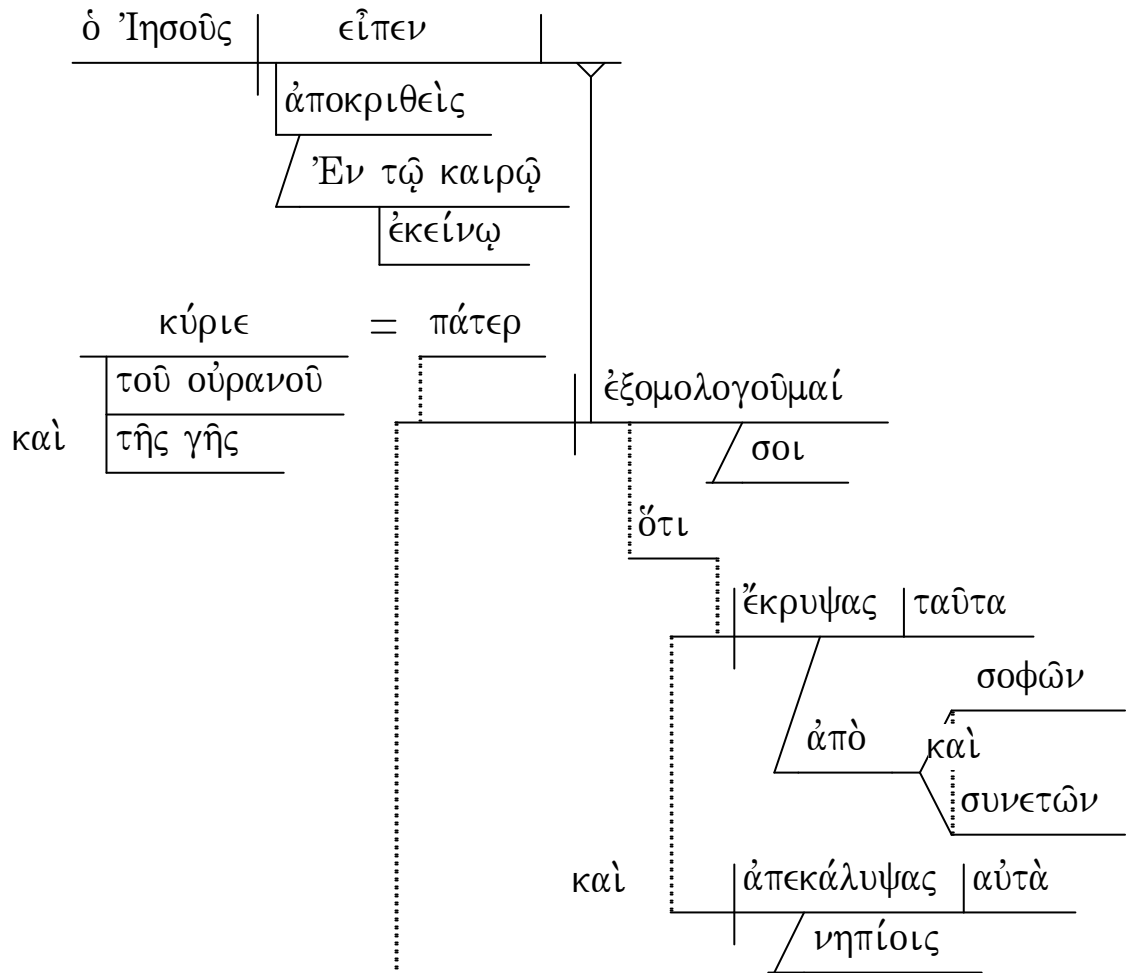 ὁ Ἰησοῦς εἶπεν
ἀποκριθεὶς
Ἐν τῷ καιρῷ
ἐκείνῳ
κύριε = πάτερ
τοῦ οὐρανοῦ
ἐξομολογοῦμαί
καὶ τῆς γῆς
σοι
ὅτι
ἔκρυψας ταῦτα
σοφῶν
ἀπὸ καὶ
συνετῶν
καὶ ἀπεκάλυψας αὐτὰ
νηπίοις